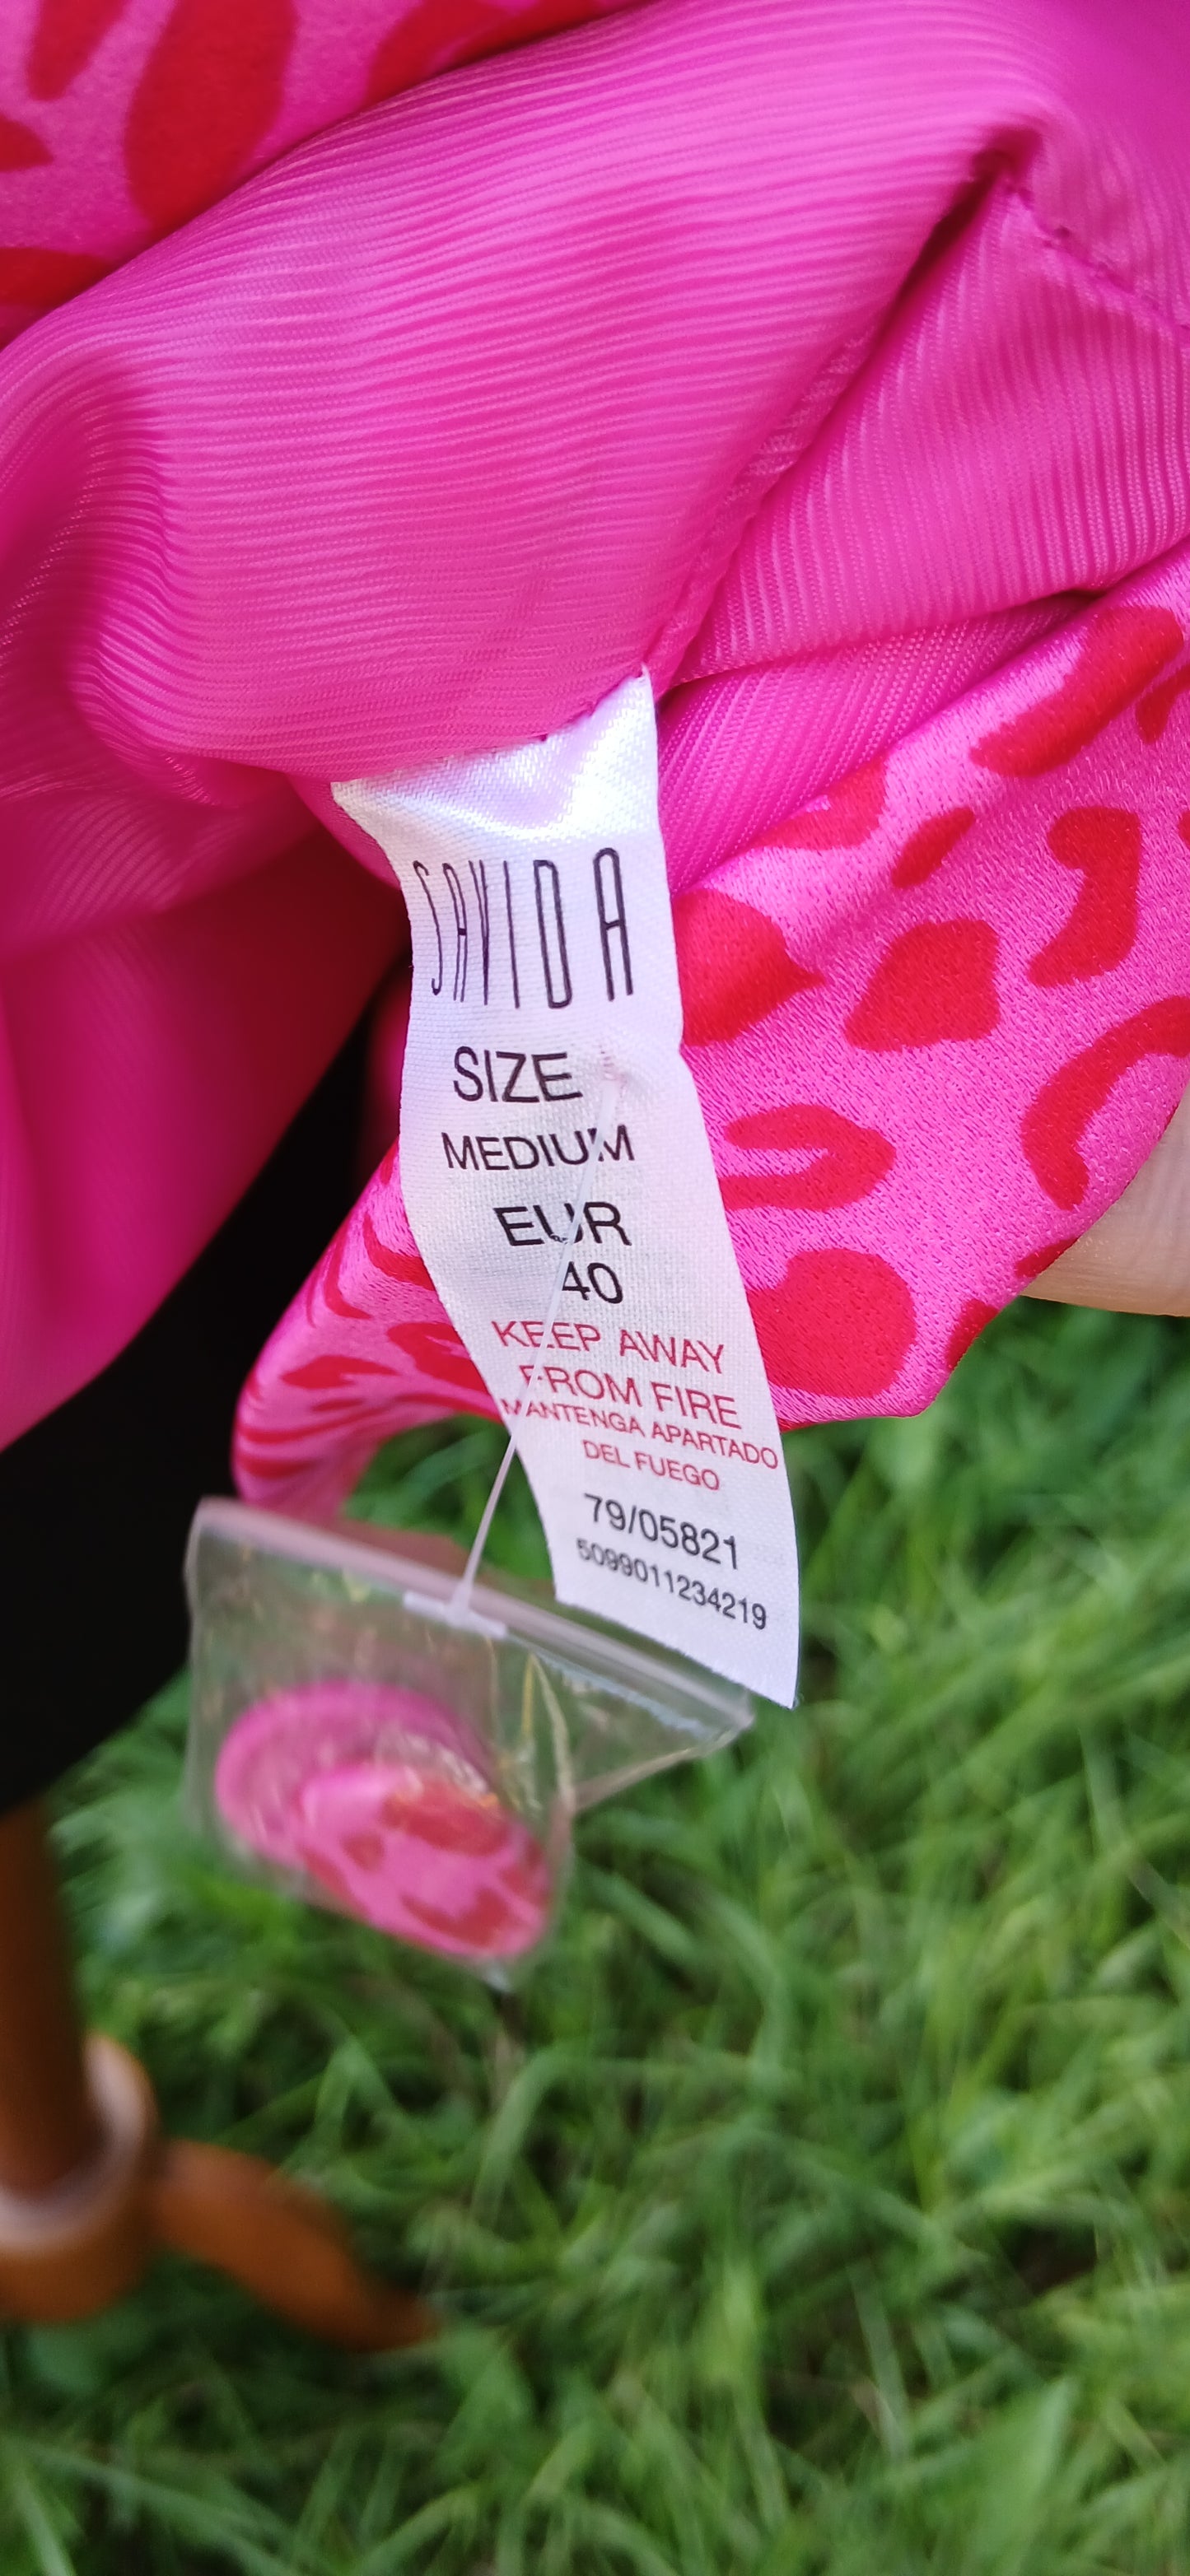 SAVIDA
SIZE
MEDIUM
EUR
40
KEEP AWAY
FROM FIRE
MANTENGA APARTADO
DEL FUEGO
79/05821
5099011234219